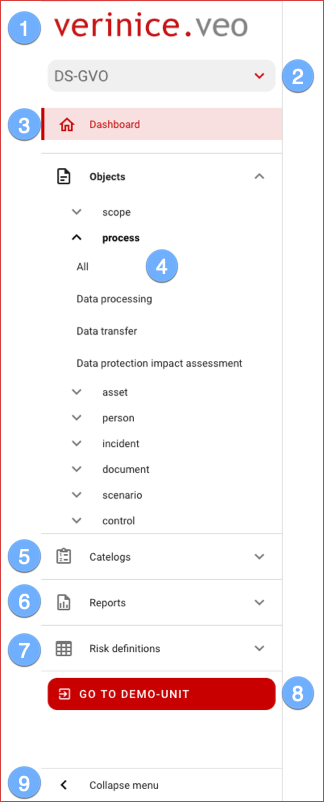 1 verinice.veo
DS-GVO 2
3 Dashboard
Objects
scope
process
All 4
Data processing
Data transfer
Data protection impact assessment
asset
person
incident
document
scenario
control
5 Catelogs
6 Reports
7 Risk definitions
GO TO DEMO-UNIT 8
9 Collapse menu